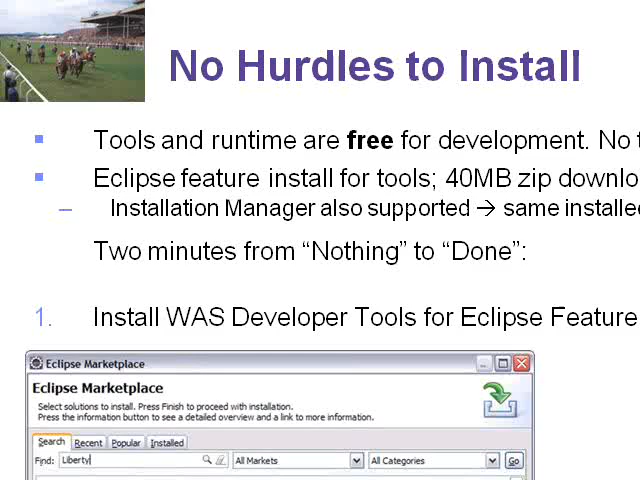 No Hurdles to Install
Tools and runtime are free for development. No
Eclipse feature install for tools; 40MB zip
– Installation Manager also supported → same
Two minutes from “Nothing” to “Done”:
1. Install WAS Developer Tools for Eclipse Feature
Eclipse Marketplace
Eclipse Marketplace
Select solutions to install. Press Finish to proceed with installation.
Press the information button to see a detailed overview and a link to more information.
Search Recent Popular Installed
Find: Liberty All Markets All Categories Go